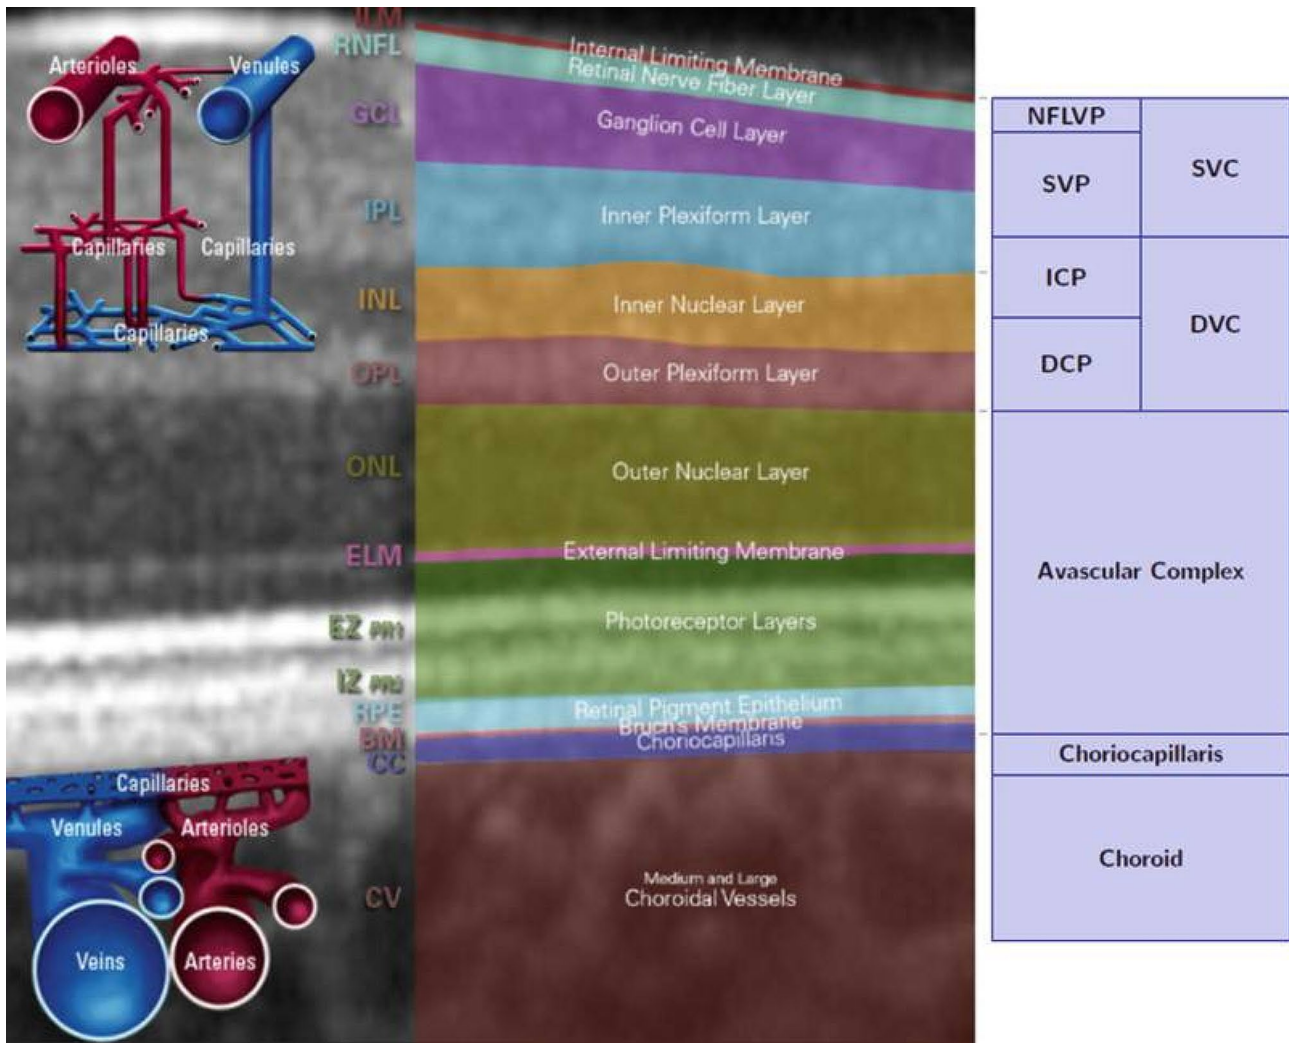 ILM
RNFL
GCL
IPL
INL
OPL
ONL
ELM
EZ PR1
IZ PR2
RPE
BM
CC
CV
Arterioles
Venules
Capillaries
Capillaries
Capillaries
Capillaries
Venules
Arterioles
Veins
Arteries
Internal Limiting Membrane
Retinal Nerve Fiber Layer
Ganglion Cell Layer
Inner Plexiform Layer
Inner Nuclear Layer
Outer Plexiform Layer
Outer Nuclear Layer
External Limiting Membrane
Photoreceptor Layers
Retinal Pigment Epithelium
Bruch's Membrane
Choriocapillaris
Medium and Large
Choroidal Vessels
NFLVP
SVP
SVC
ICP
DCP
DVC
Avascular Complex
Choriocapillaris
Choroid